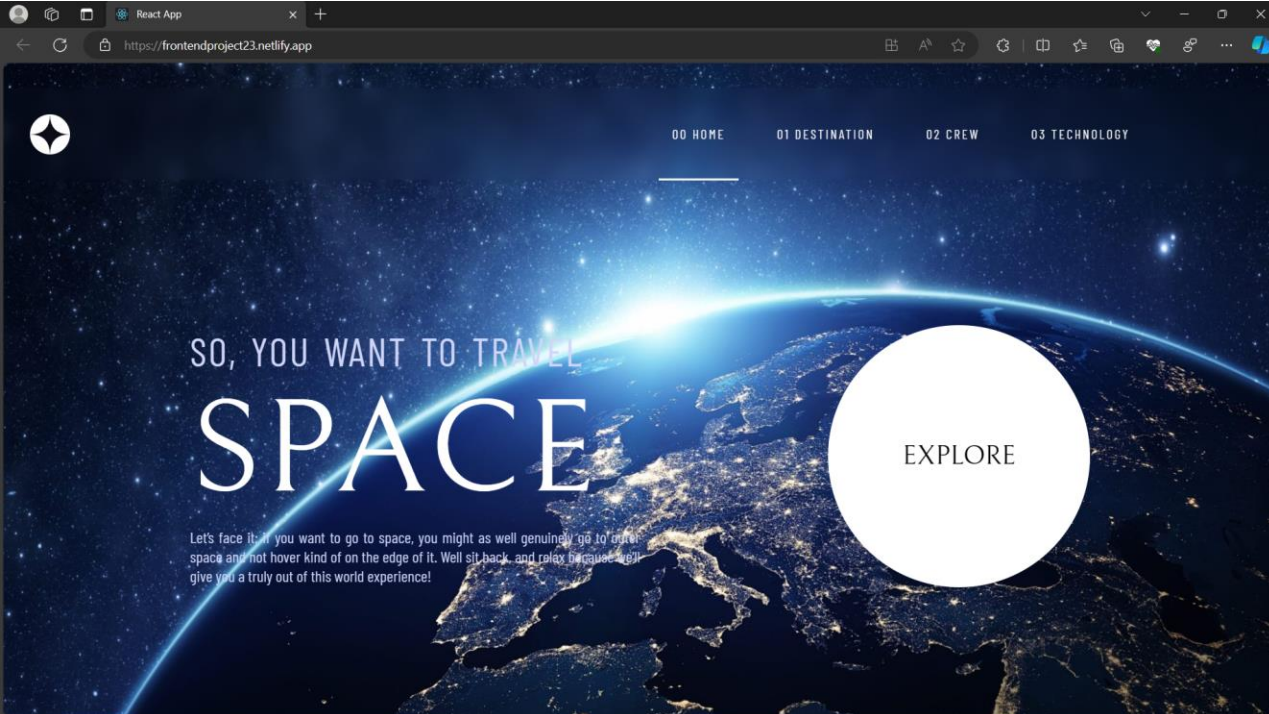 React App
https://frontendproject23.netlify.app
00 HOME 01 DESTINATION 02 CREW 03 TECHNOLOGY
SO, YOU WANT TO TRAVEL
SPACE
EXPLORE
Let's face it: if you want to go to space, you might as well genuinely go to outer
space and not hover kind of on the edge of it. Well sit back, and relax because we'll
give you a truly out of this world experience!